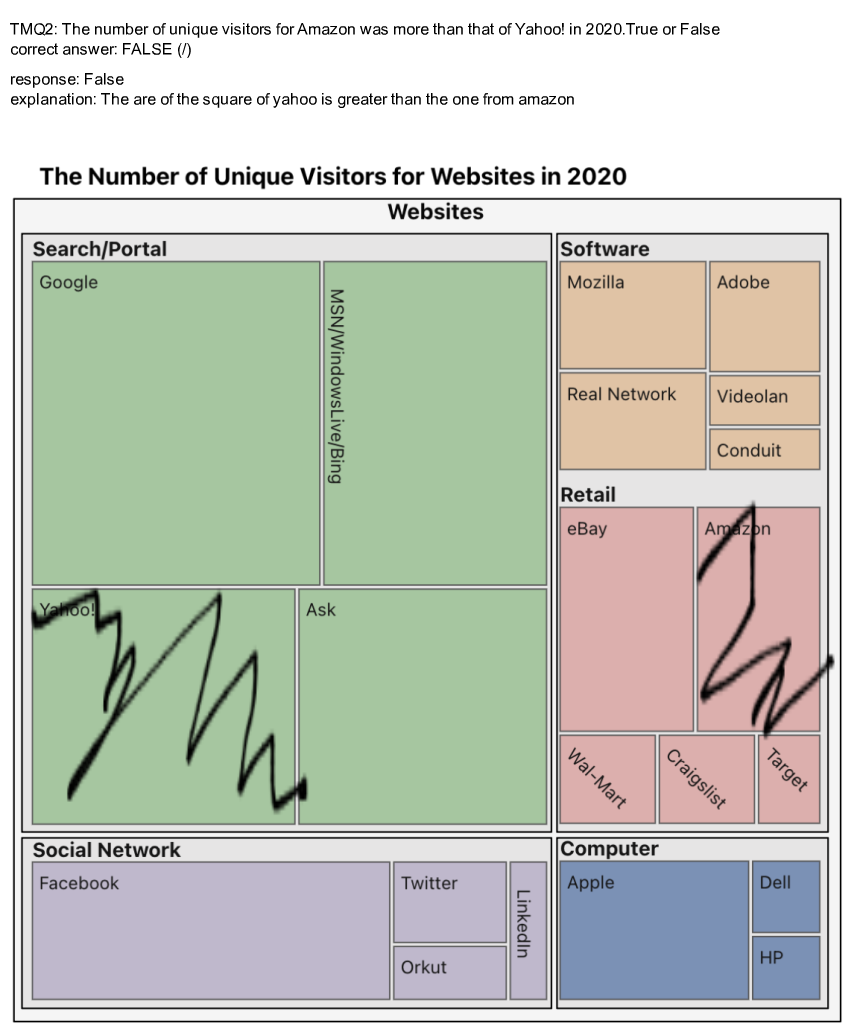 TMQ2: The number of unique visitors for Amazon was more than that of Yahoo! in 2020.True or False
correct answer: FALSE (/)
response: False
explanation: The are of the square of yahoo is greater than the one from amazon
The Number of Unique Visitors for Websites in 2020
Websites
Search/Portal
Google
MSN/WindowsLive/Bing
Yahoo!
Ask
Software
Mozilla
Adobe
Real Network
Videolan
Conduit
Retail
eBay
Amazon
Wal-Mart
Craigslist
Target
Social Network
Facebook
Twitter
Orkut
LinkedIn
Computer
Apple
Dell
HP